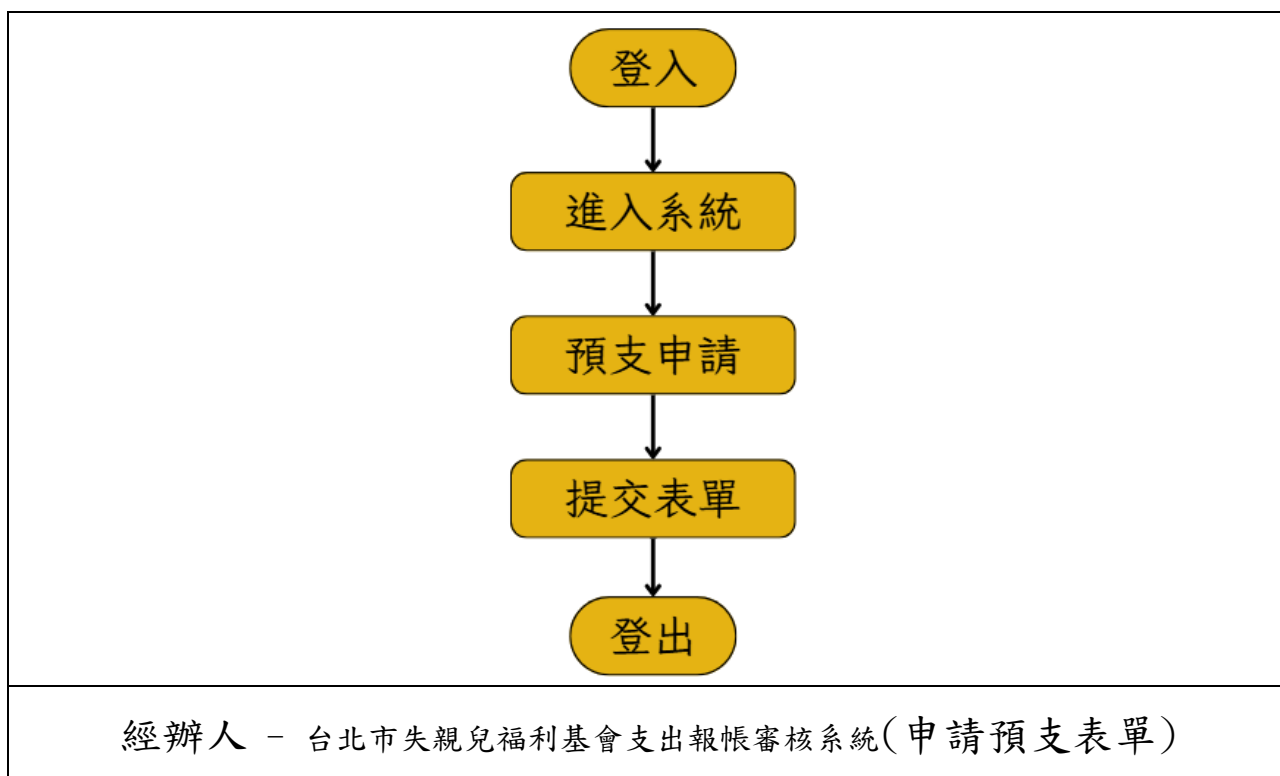 登入
進入系統
預支申請
提交表單
登出
經辦人 - 台北市失親兒福利基會支出報帳審核系統(申請預支表單)